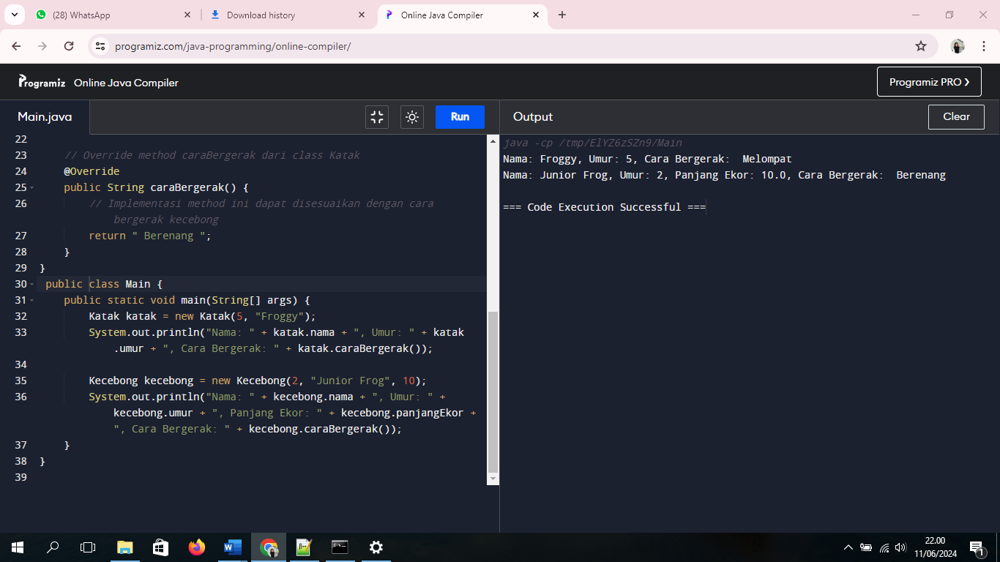 (28) WhatsApp
Download history
Online Java Compiler
programiz.com/java-programming/online-compiler/
Programiz Online Java Compiler
Programiz PRO ❯
Main.java
Run
Output
Clear
22
23 // Override method caraBergerak dari class Katak
24 @Override
25 public String caraBergerak() {
26 // Implementasi method ini dapat disesuaikan dengan cara
bergerak kecebong
27 return " Berenang ";
28 }
29 }
30 public class Main {
31 public static void main(String[] args) {
32 Katak katak = new Katak(5, "Froggy");
33 System.out.println("Nama: " + katak.nama + ", Umur: " + katak
.umur + ", Cara Bergerak: " + katak.caraBergerak());
34
35 Kecebong kecebong = new Kecebong(2, "Junior Frog", 10);
36 System.out.println("Nama: " + kecebong.nama + ", Umur: " +
kecebong.umur + ", Panjang Ekor: " + kecebong.panjangEkor +
", Cara Bergerak: " + kecebong.caraBergerak());
37 }
38 }
39
java -cp /tmp/ElYZ6zSZn9/Main
Nama: Froggy, Umur: 5, Cara Bergerak:  Melompat
Nama: Junior Frog, Umur: 2, Panjang Ekor: 10.0, Cara Bergerak:  Berenang
=== Code Execution Successful ===
22.00
11/06/2024
1